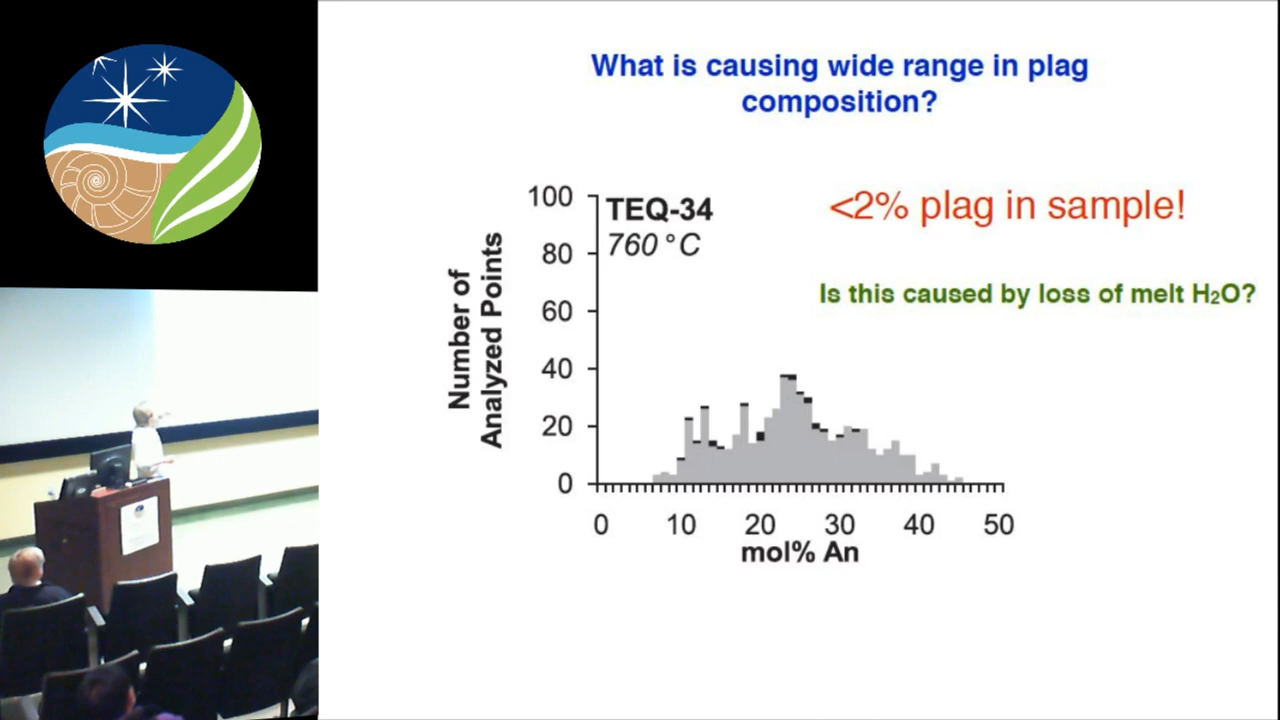 What is causing wide range in plag
composition?
<2% plag in sample!
Is this caused by loss of melt H₂O?
TEQ-34
760 °C
Number of
Analyzed Points
100
80
60
40
20
0
0 10 20 30 40 50
mol% An